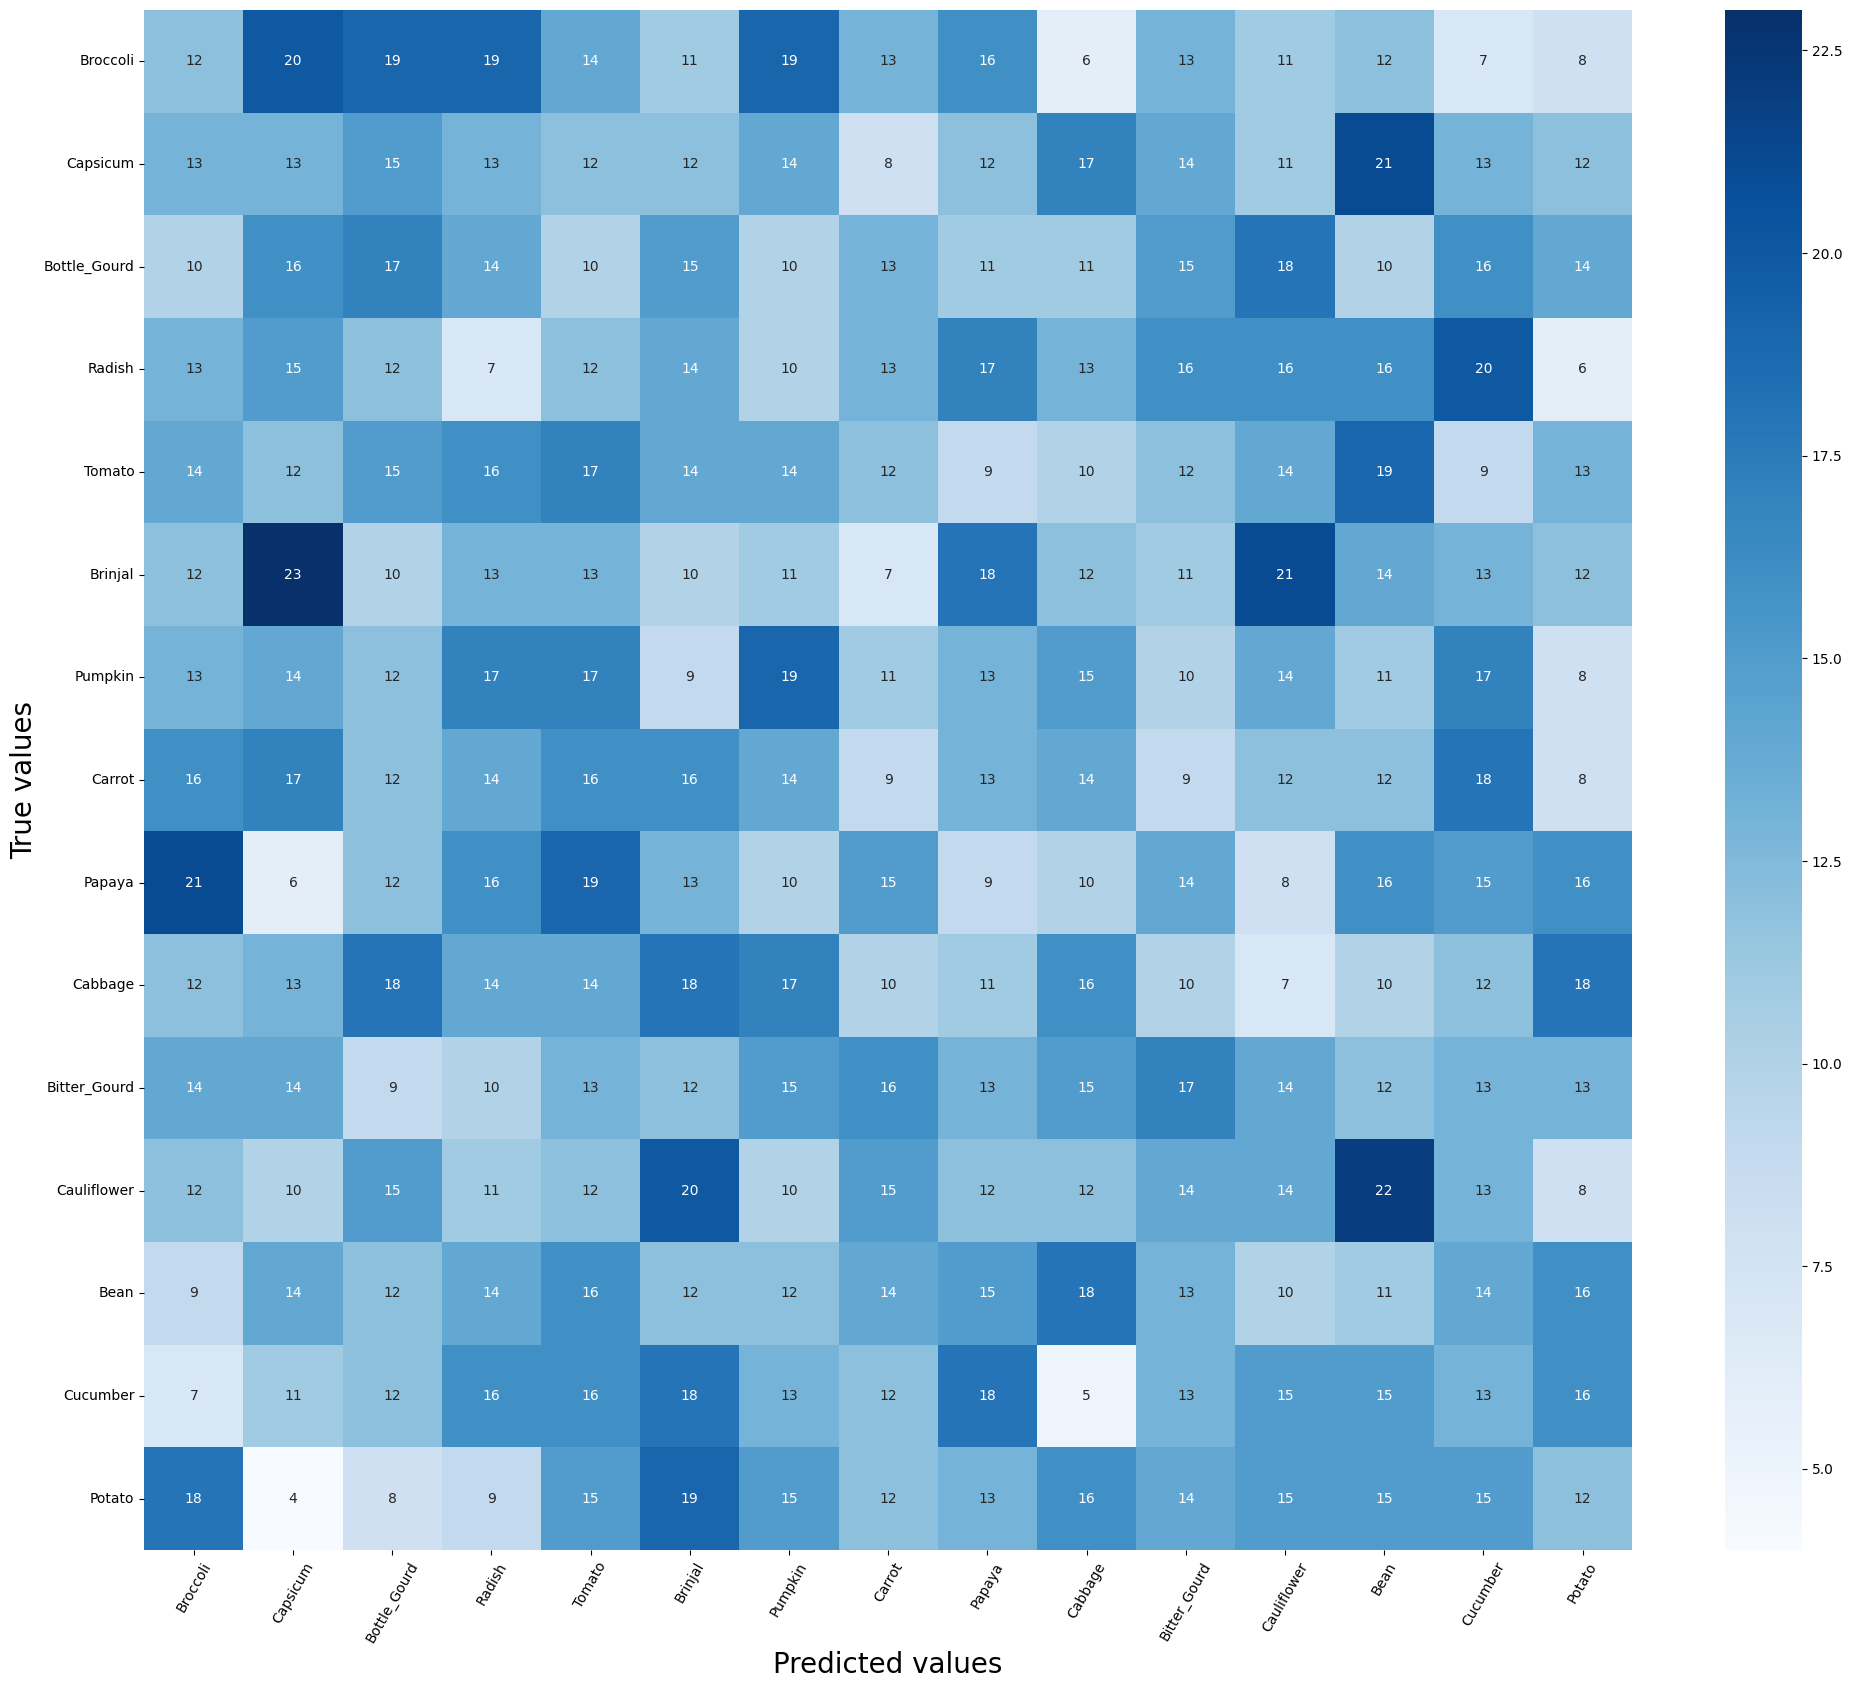 Broccoli 12 20 19 19 14 11 19 13 16 6 13 11 12 7 8
Capsicum 13 13 15 13 12 12 14 8 12 17 14 11 21 13 12
Bottle_Gourd 10 16 17 14 10 15 10 13 11 11 15 18 10 16 14
Radish 13 15 12 7 12 14 10 13 17 13 16 16 16 20 6
Tomato 14 12 15 16 17 14 14 12 9 10 12 14 19 9 13
Brinjal 12 23 10 13 13 10 11 7 18 12 11 21 14 13 12
Pumpkin 13 14 12 17 17 9 19 11 13 15 10 14 11 17 8
Carrot 16 17 12 14 16 16 14 9 13 14 9 12 12 18 8
Papaya 21 6 12 16 19 13 10 15 9 10 14 8 16 15 16
Cabbage 12 13 18 14 14 18 17 10 11 16 10 7 10 12 18
Bitter_Gourd 14 14 9 10 13 12 15 16 13 15 17 14 12 13 13
Cauliflower 12 10 15 11 12 20 10 15 12 12 14 14 22 13 8
Bean 9 14 12 14 16 12 12 14 15 18 13 10 11 14 16
Cucumber 7 11 12 16 16 18 13 12 18 5 13 15 15 13 16
Potato 18 4 8 9 15 19 15 12 13 16 14 15 15 15 12
Broccoli Capsicum Bottle_Gourd Radish Tomato Brinjal Pumpkin Carrot Papaya Cabbage Bitter_Gourd Cauliflower Bean Cucumber Potato
Predicted values
True values
22.5
20.0
17.5
15.0
12.5
10.0
7.5
5.0